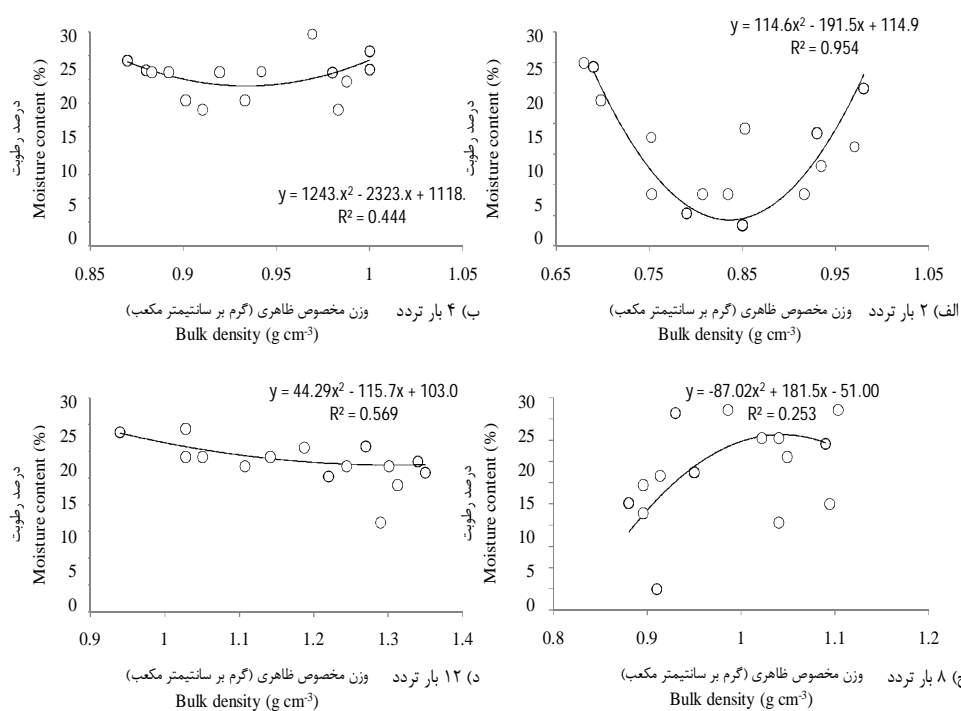 y = 114.6x² - 191.5x + 114.9
R² = 0.954
درصد رطوبت
Moisture content (%)
30
25
20
15
10
5
0
0.65 0.75 0.85 0.95 1.05
الف) ۲ بار تردد وزن مخصوص ظاهری (گرم بر سانتیمتر مکعب)
Bulk density (g cm-³)
y = 1243.x² - 2323.x + 1118.
R² = 0.444
درصد رطوبت
Moisture content (%)
30
25
20
15
10
5
0
0.85 0.9 0.95 1 1.05
ب) ۴ بار تردد وزن مخصوص ظاهری (گرم بر سانتیمتر مکعب)
Bulk density (g cm-³)
y = -87.02x² + 181.5x - 51.00
R² = 0.253
درصد رطوبت
Moisture content (%)
30
25
20
15
10
5
0
0.8 0.9 1 1.1 1.2
ج) ۸ بار تردد وزن مخصوص ظاهری (گرم بر سانتیمتر مکعب)
Bulk density (g cm-³)
y = 44.29x² - 115.7x + 103.0
R² = 0.569
درصد رطوبت
Moisture content (%)
30
25
20
15
10
5
0
0.9 1 1.1 1.2 1.3 1.4
د) ۱۲ بار تردد وزن مخصوص ظاهری (گرم بر سانتیمتر مکعب)
Bulk density (g cm-³)